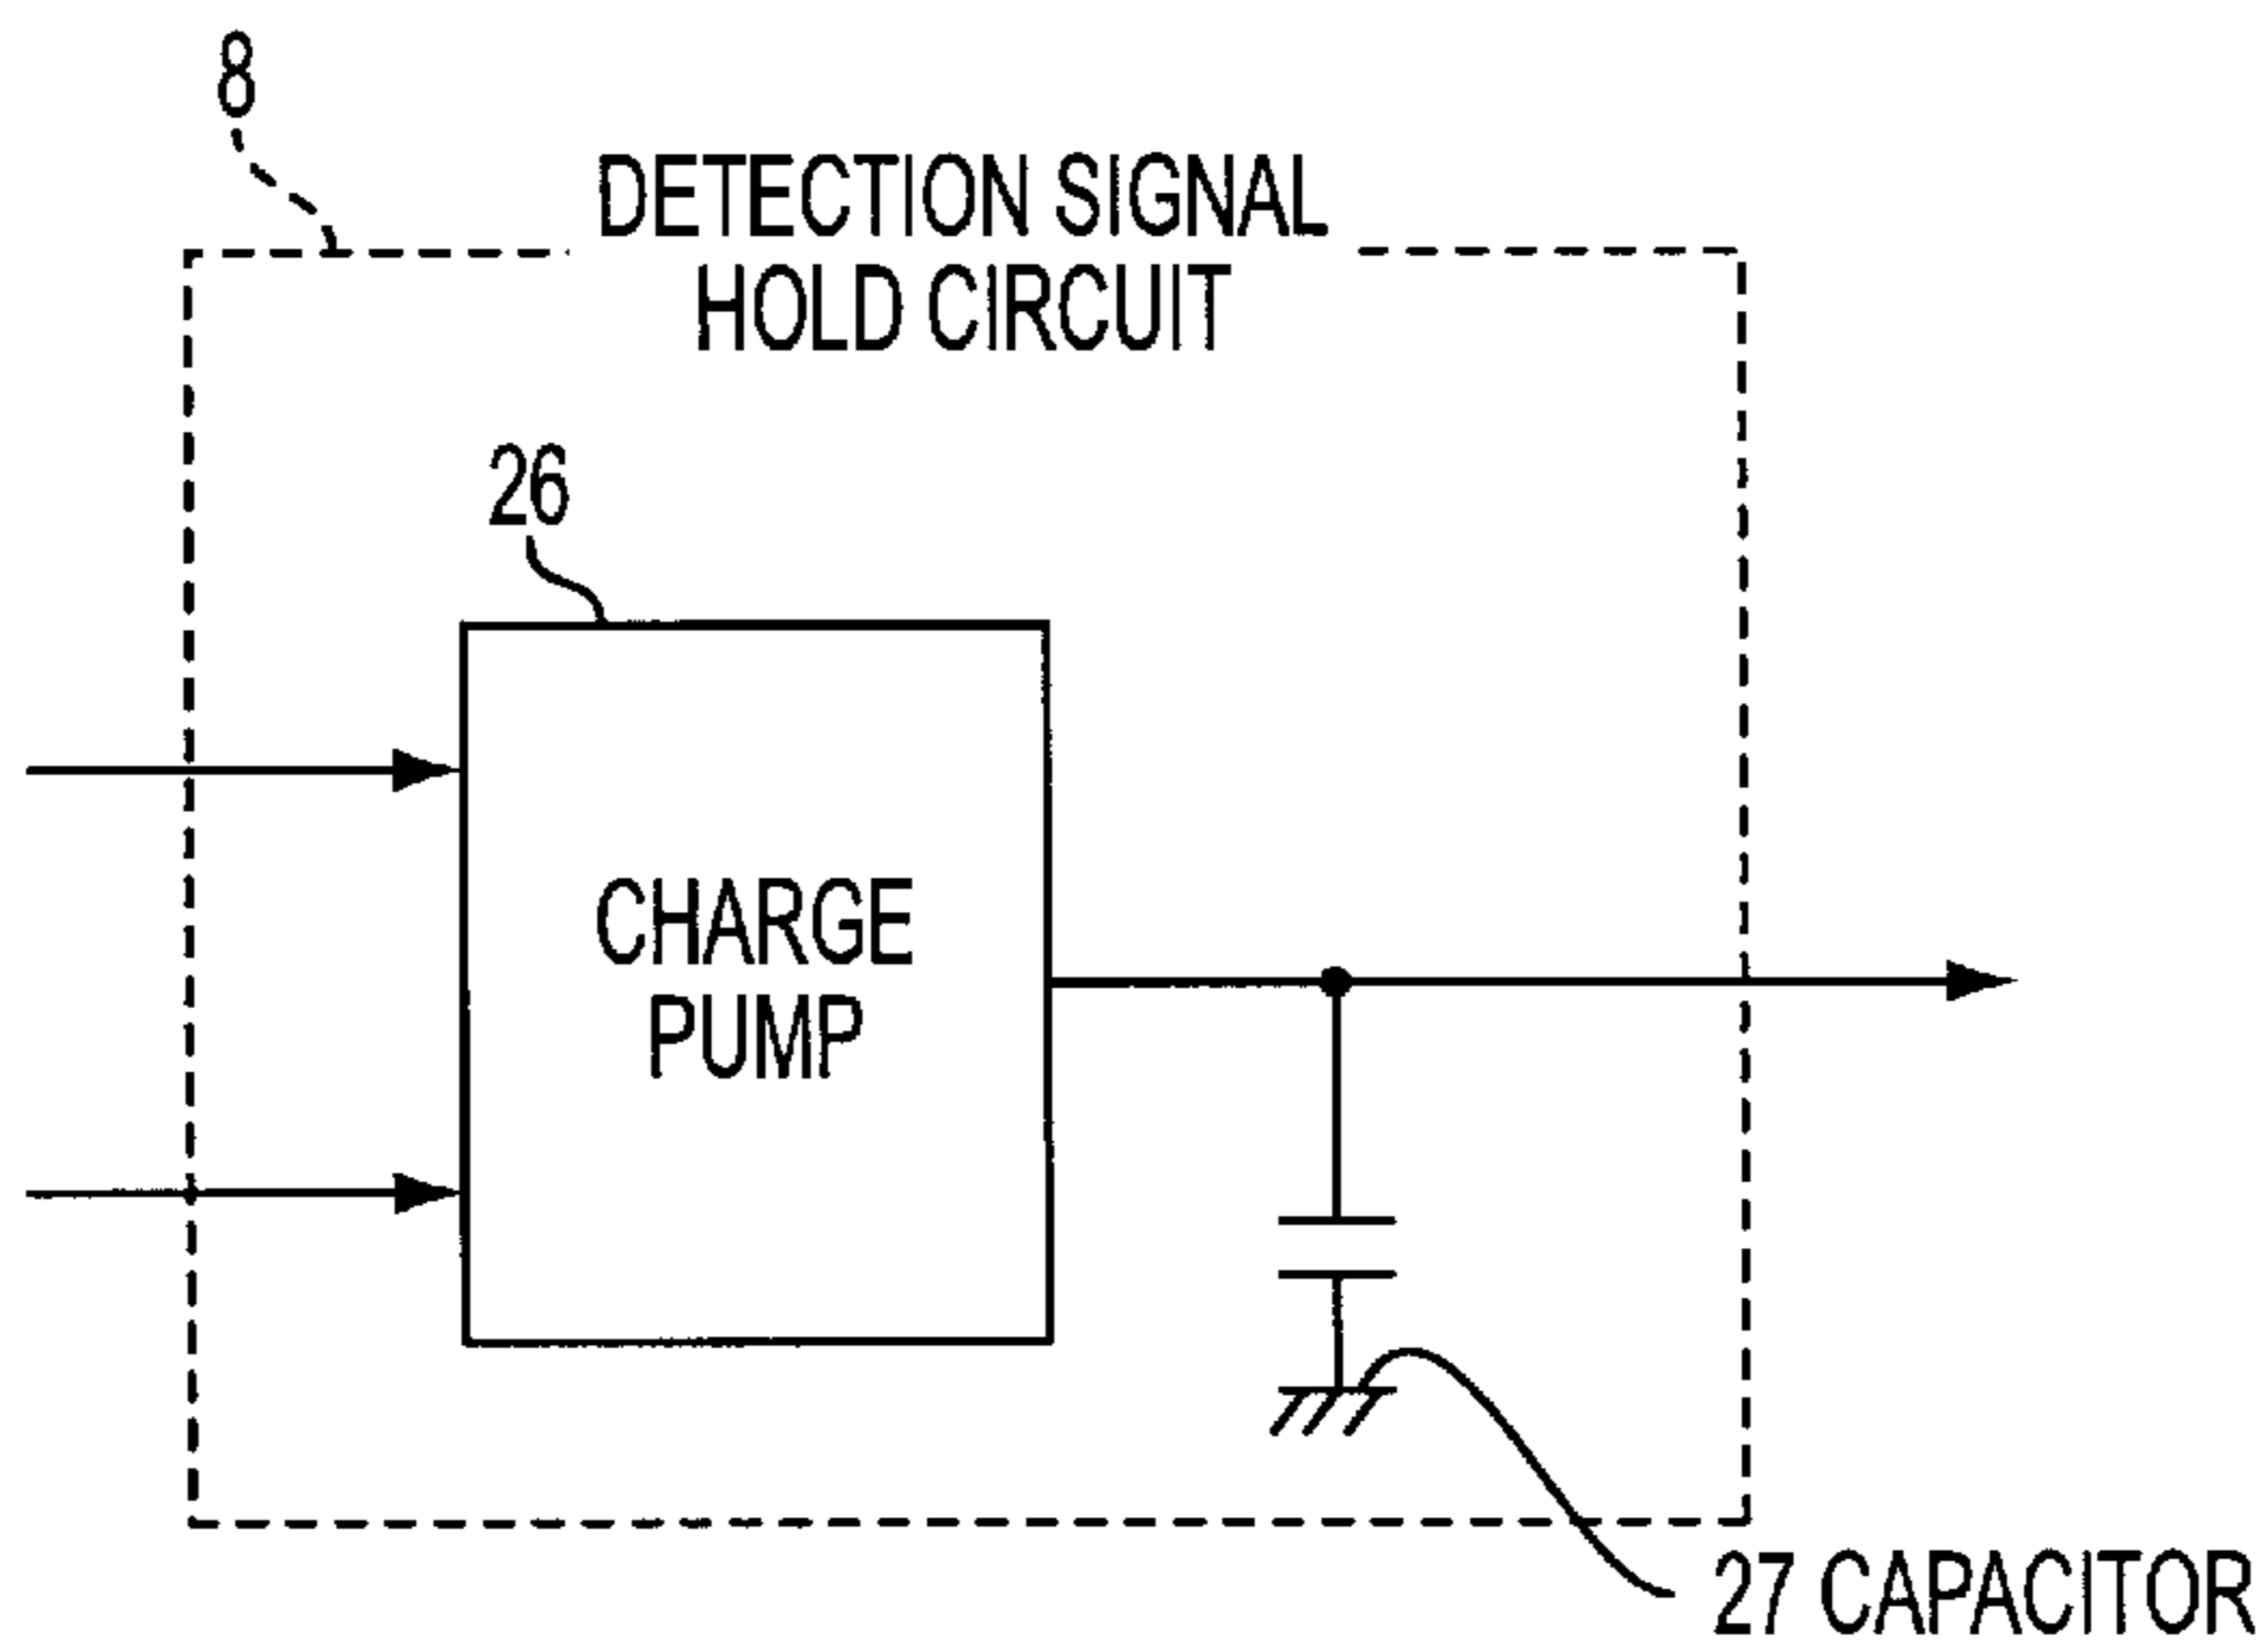 8
DETECTION SIGNAL
HOLD CIRCUIT
26
CHARGE
PUMP
27 CAPACITOR